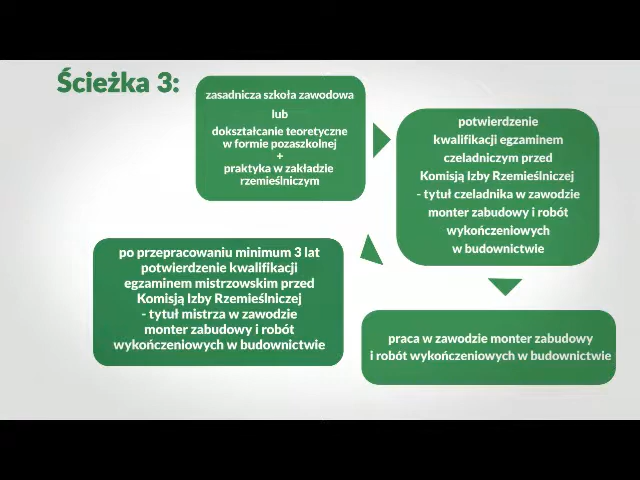 Ścieżka 3:
zasadnicza szkoła zawodowa
lub
dokształcanie teoretyczne
w formie pozaszkolnej
+
praktyka w zakładzie
rzemieślniczym
potwierdzenie
kwalifikacji egzaminem
czeladniczym przed
Komisją Izby Rzemieślniczej
- tytuł czeladnika w zawodzie
monter zabudowy i robót
wykończeniowych
w budownictwie
praca w zawodzie monter zabudowy
i robót wykończeniowych w budownictwie
po przepracowaniu minimum 3 lat
potwierdzenie kwalifikacji
egzaminem mistrzowskim przed
Komisją Izby Rzemieślniczej
- tytuł mistrza w zawodzie
monter zabudowy i robót
wykończeniowych w budownictwie